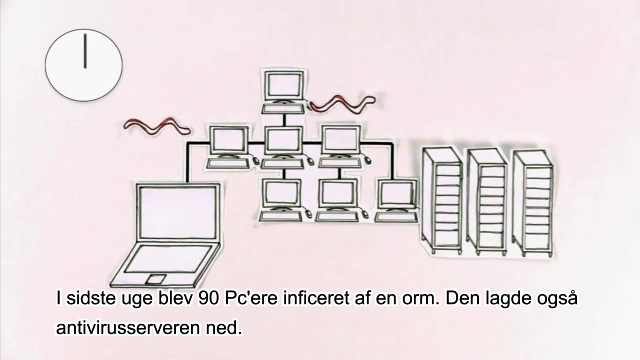 I sidste uge blev 90 Pc'ere inficeret af en orm. Den lagde også
antivirusserveren ned.